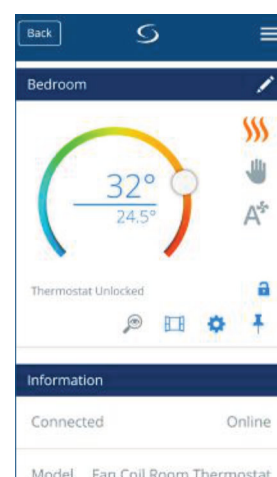 Back
Bedroom
32°
24.5°
A
Thermostat Unlocked
Information
Connected Online
Model Fan Coil Room Thermostat